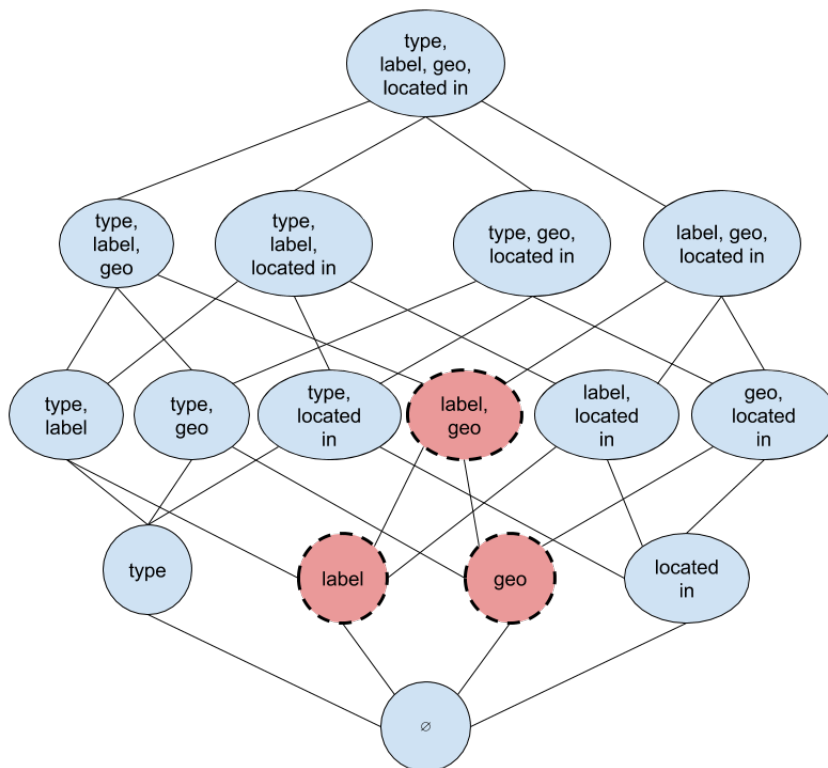 type,
label, geo,
located in
type,
label,
geo
type,
label,
located in
type, geo,
located in
label, geo,
located in
type,
label
type,
geo
type,
located
in
label,
geo
label,
located
in
geo,
located
in
type
label
geo
located
in
∅